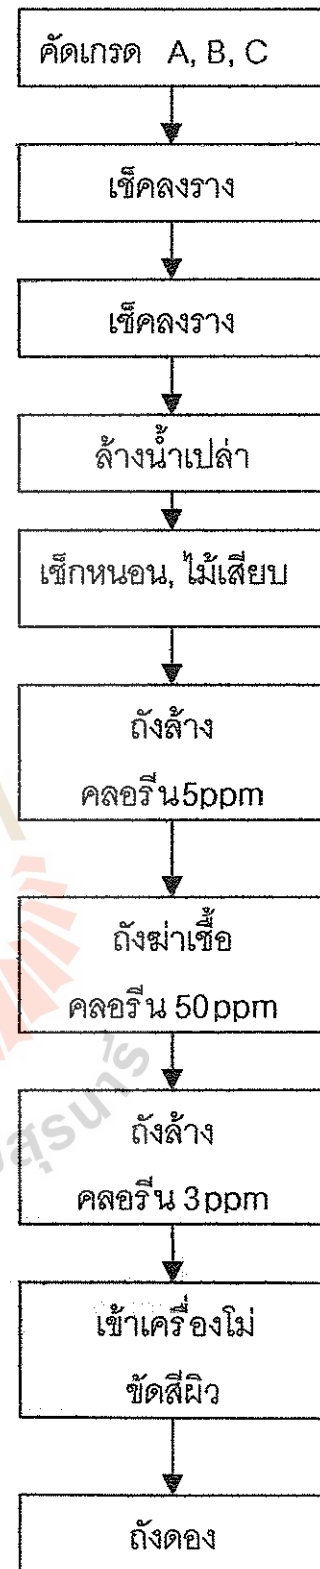 คัดเกรด A, B, C
เช็คลงราง
เช็คลงราง
ล้างน้ำเปล่า
เช็กหนอน, ไม้เสียบ
ถังล้าง
คลอรีน5ppm
ถังฆ่าเชื้อ
คลอรีน 50ppm
ถังล้าง
คลอรีน 3ppm
เข้าเครื่องโม่
ขัดสีผิว
ถังดอง